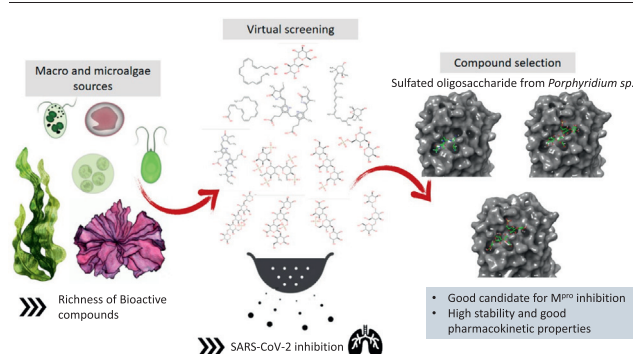 Macro and microalgae
sources
Richness of Bioactive
compounds
Virtual screening
SARS-CoV-2 inhibition
Compound selection
Sulfated oligosaccharide from Porphyridium sp.
• Good candidate for Mpro inhibition
• High stability and good
pharmacokinetic properties